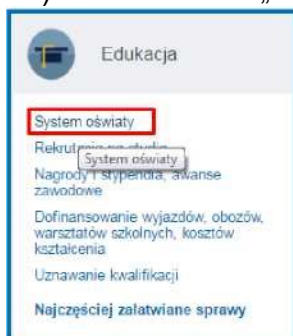 „
Edukacja
System oświaty
Rekrutacja na studia
System oświaty
Nagrody i stypendia, awanse
zawodowe
Dofinansowanie wyjazdów, obozów,
warsztatów szkolnych, kosztów
kształcenia
Uznawanie kwalifikacji
Najczęściej załatwiane sprawy